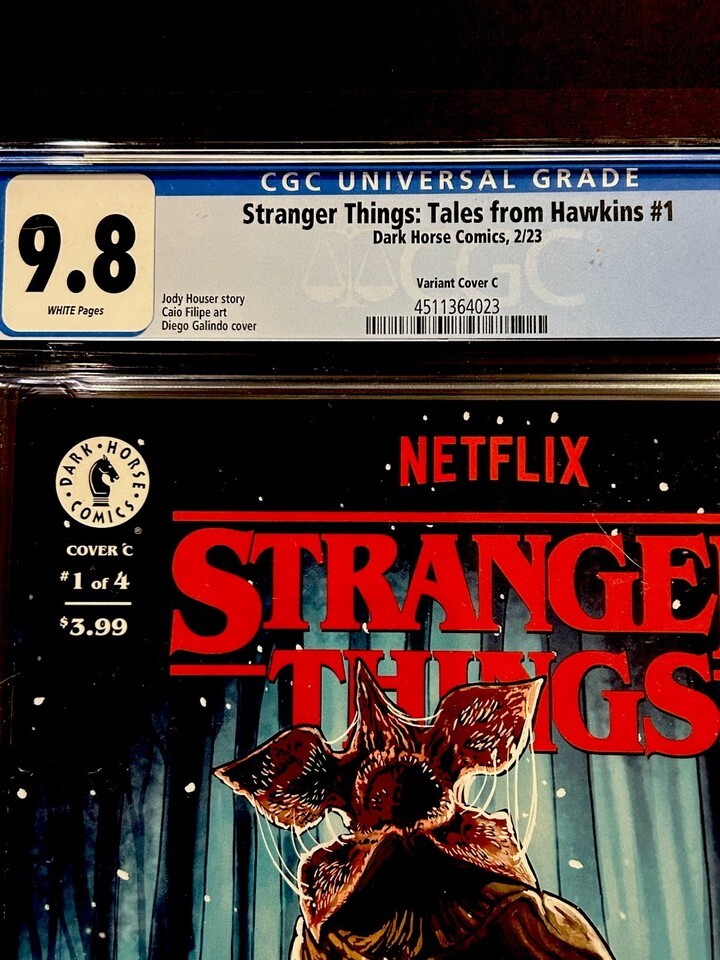 CGC UNIVERSAL GRADE
9.8
WHITE Pages
Stranger Things: Tales from Hawkins #1
Dark Horse Comics, 2/23
CGC
Variant Cover C
4511364023
Jody Houser story
Caio Filipe art
Diego Galindo cover
DARK • HORSE • COMICS •
®
COVER C
#1 of 4
$3.99
NETFLIX
STRANGE
THINGS